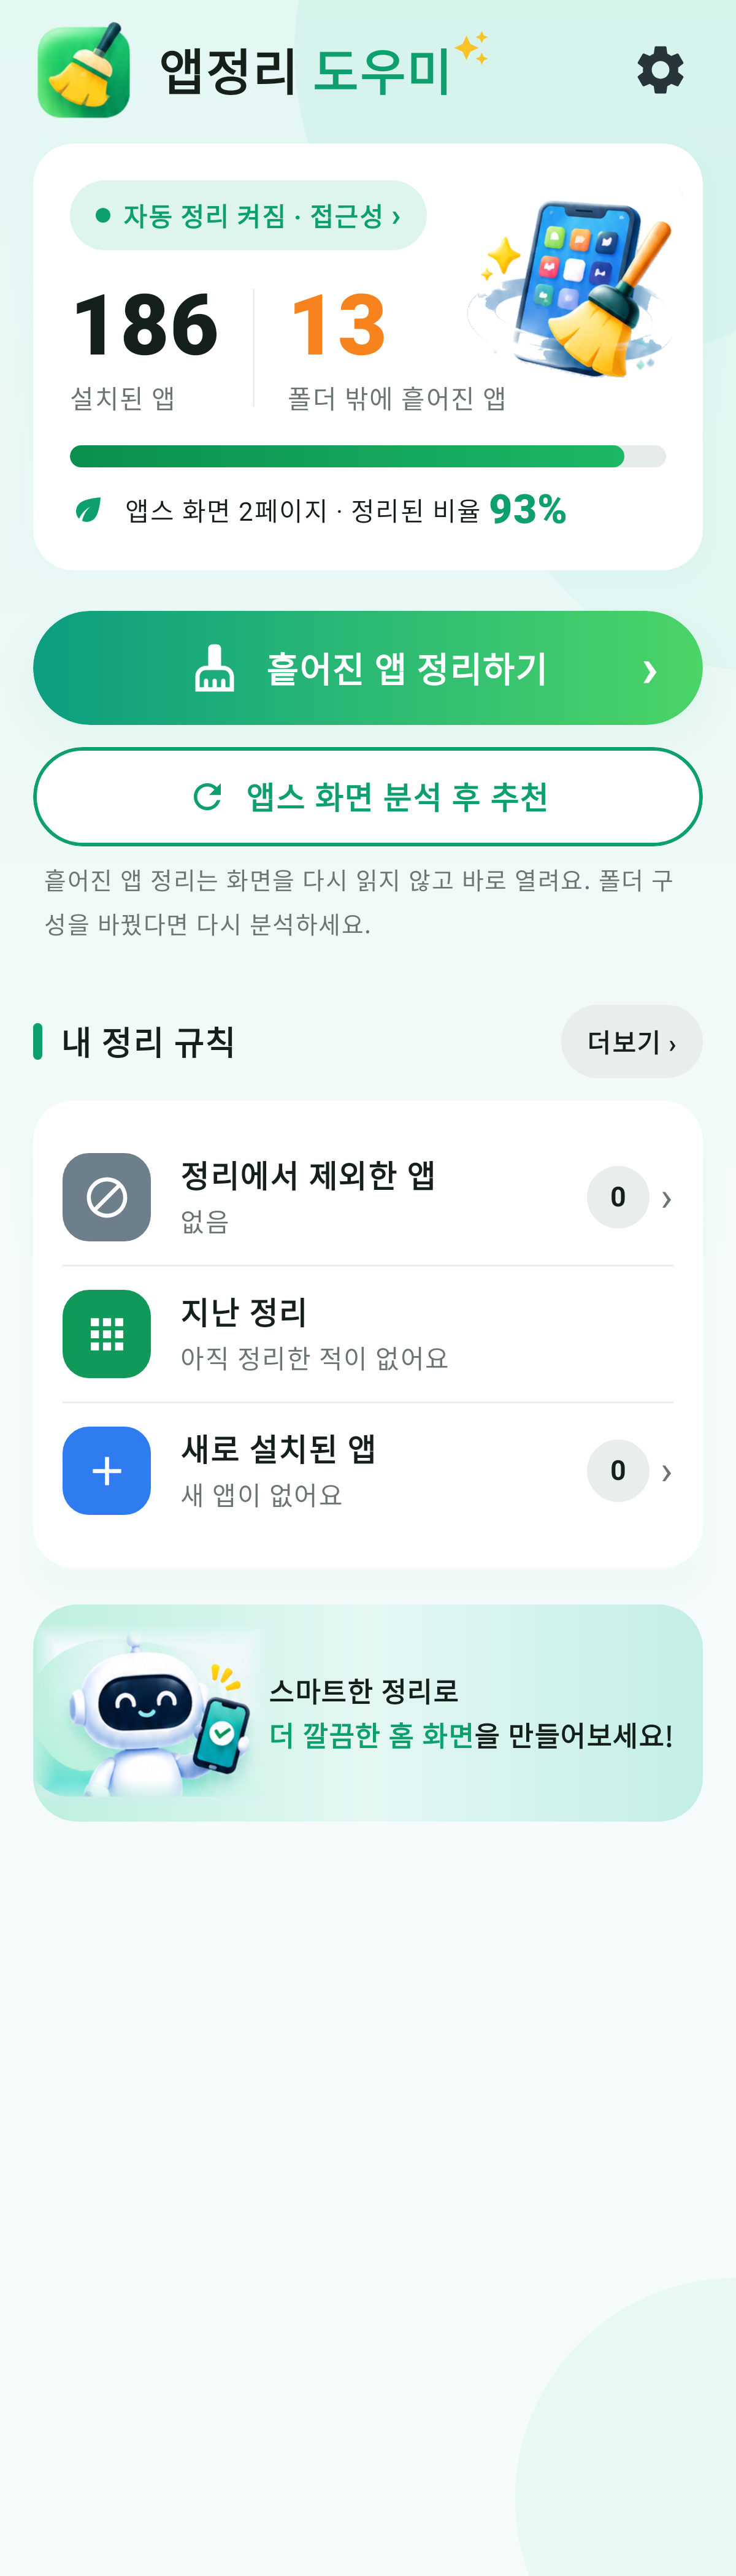 앱정리 도우미
자동 정리 켜짐 · 접근성 ›
186
설치된 앱
13
폴더 밖에 흩어진 앱
앱스 화면 2페이지 · 정리된 비율 93%
흩어진 앱 정리하기 ›
앱스 화면 분석 후 추천
흩어진 앱 정리는 화면을 다시 읽지 않고 바로 열려요. 폴더 구
성을 바꿨다면 다시 분석하세요.
내 정리 규칙
더보기 ›
정리에서 제외한 앱
없음
0 ›
지난 정리
아직 정리한 적이 없어요
새로 설치된 앱
새 앱이 없어요
0 ›
스마트한 정리로
더 깔끔한 홈 화면을 만들어보세요!